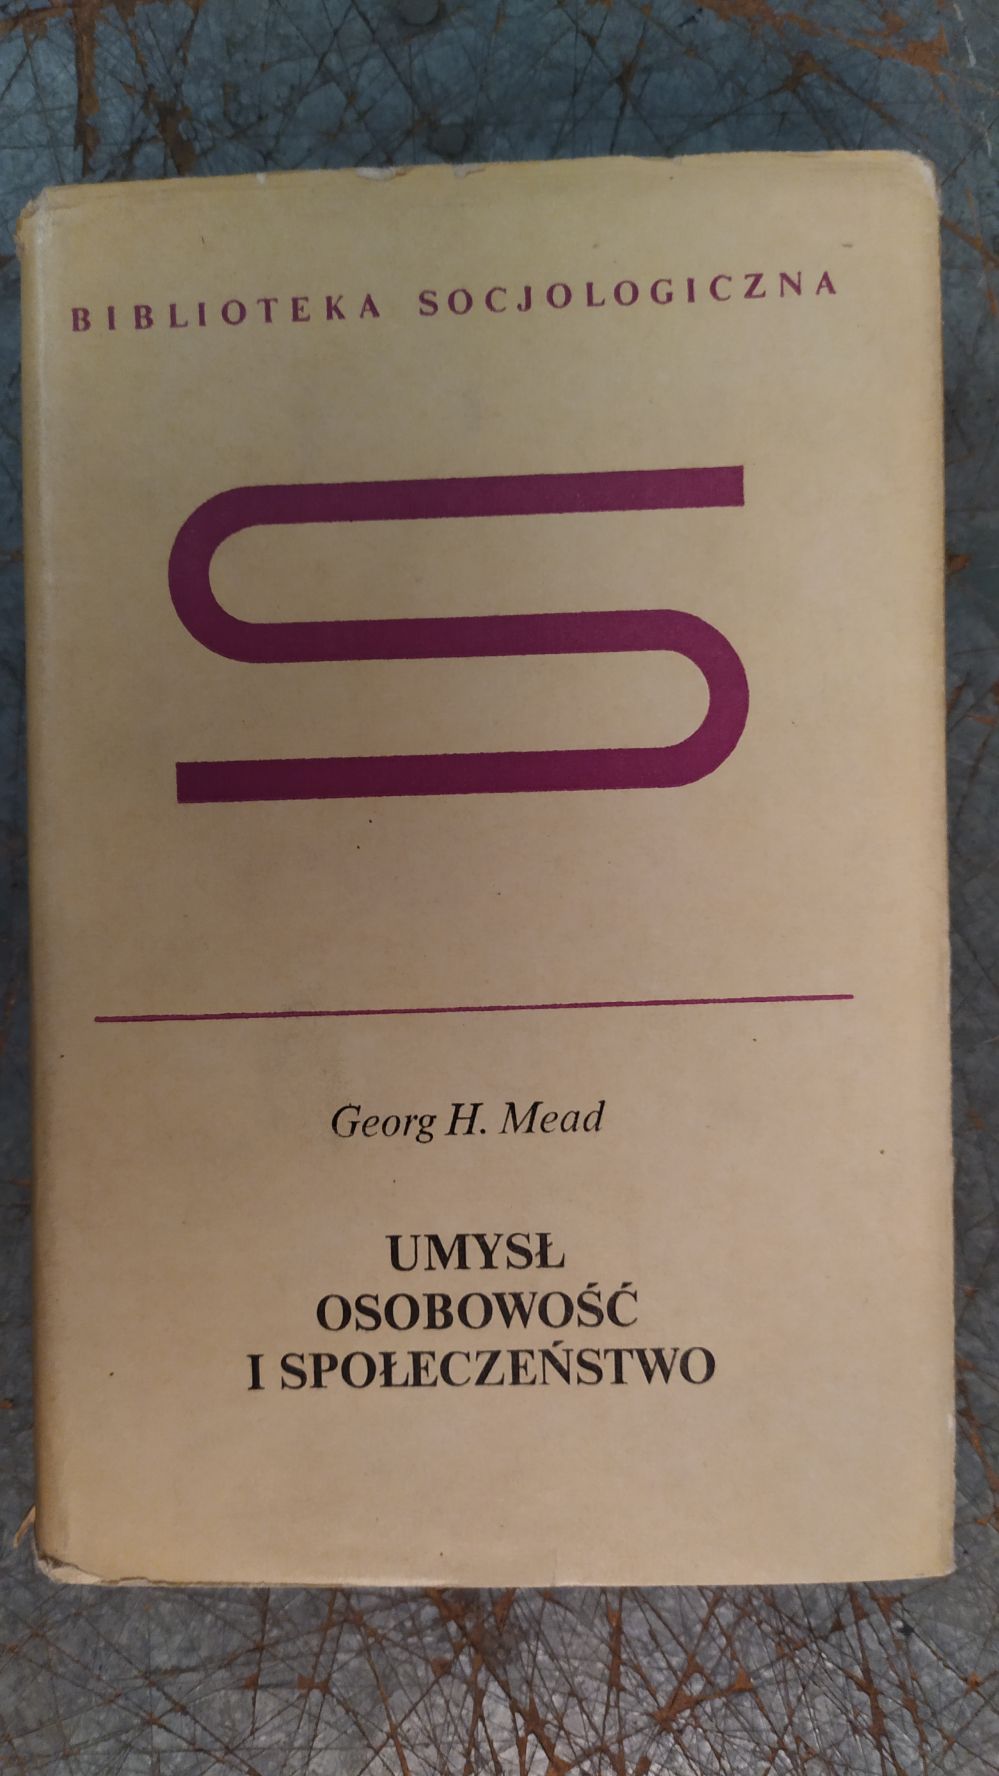 BIBLIOTEKA SOCJOLOGICZNA
Georg H. Mead
UMYSŁ
OSOBOWOŚĆ
I SPOŁECZEŃSTWO